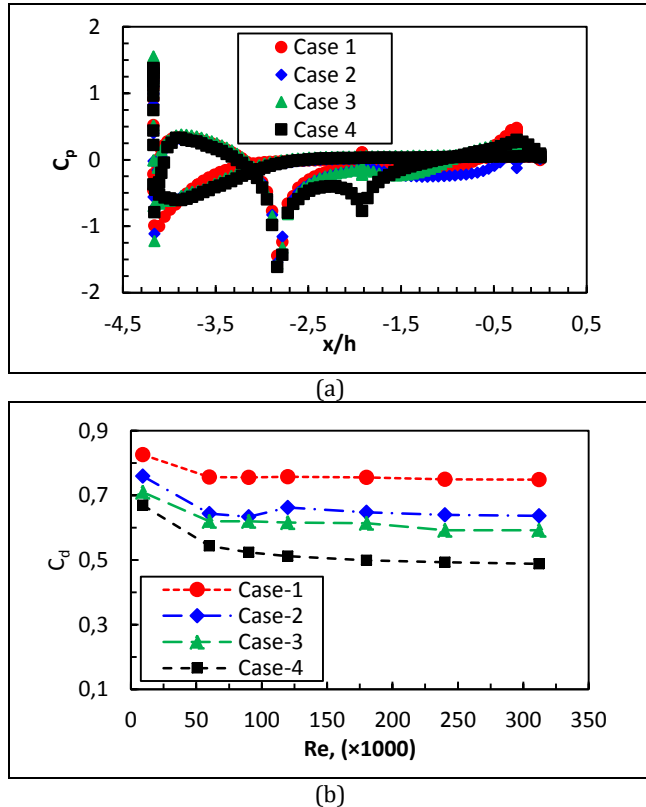 2
1
0
-1
-2
C_p
Case 1
Case 2
Case 3
Case 4
-4,5 -3,5 -2,5 -1,5 -0,5 0,5
x/h
(a)
0,9
0,7
0,5
0,3
0,1
C_d
Case-1
Case-2
Case-3
Case-4
0 50 100 150 200 250 300 350
Re, (×1000)
(b)